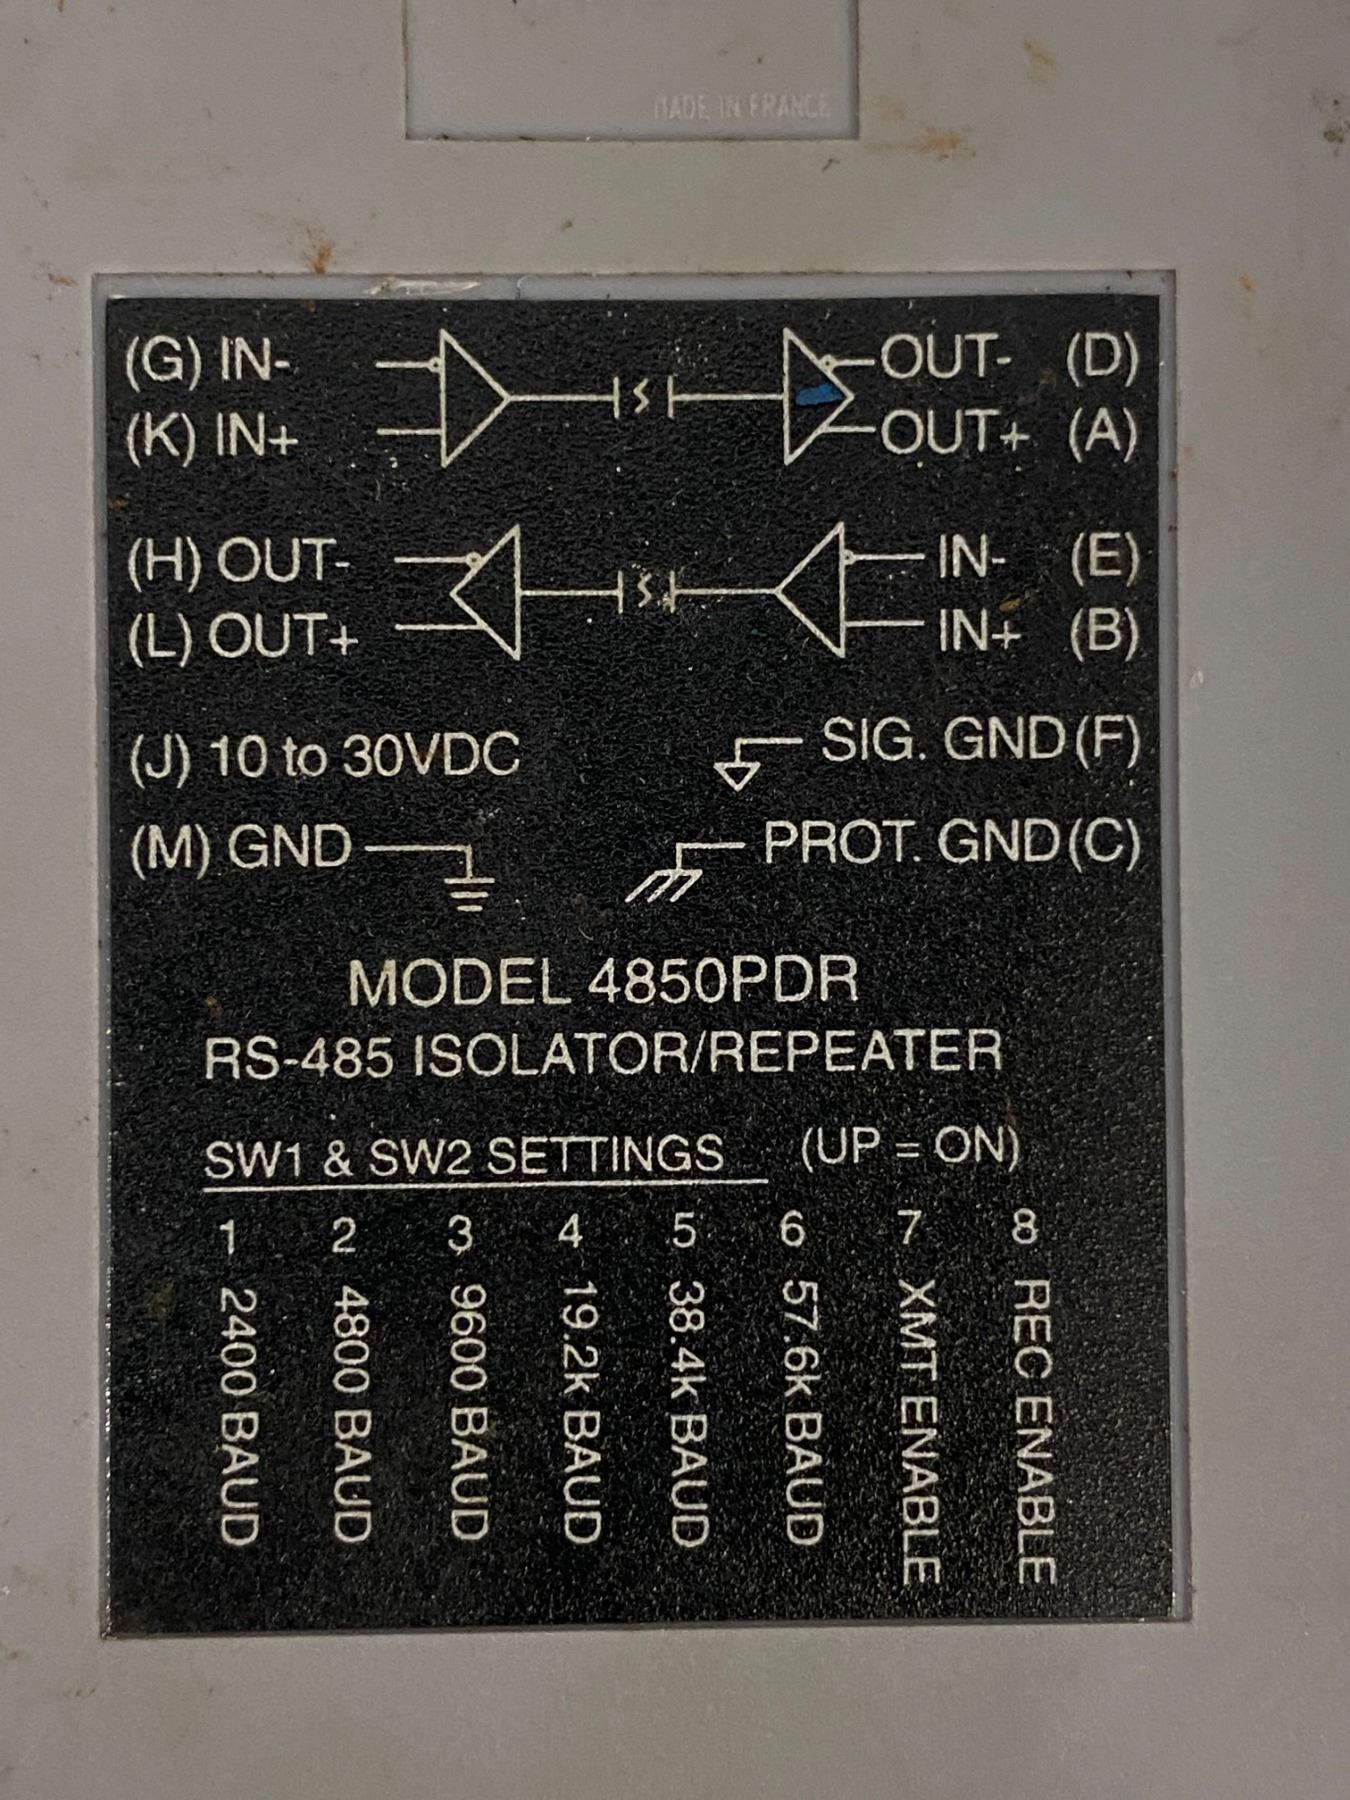 MADE IN FRANCE
(G) IN- OUT- (D)
(K) IN+ OUT+ (A)
(H) OUT- IN- (E)
(L) OUT+ IN+ (B)
(J) 10 to 30VDC SIG. GND (F)
(M) GND PROT. GND (C)
MODEL 4850PDR
RS-485 ISOLATOR/REPEATER
SW1 & SW2 SETTINGS (UP = ON)
1 2 3 4 5 6 7 8
2400 BAUD
4800 BAUD
9600 BAUD
19.2k BAUD
38.4k BAUD
57.6k BAUD
XMT ENABLE
REC ENABLE